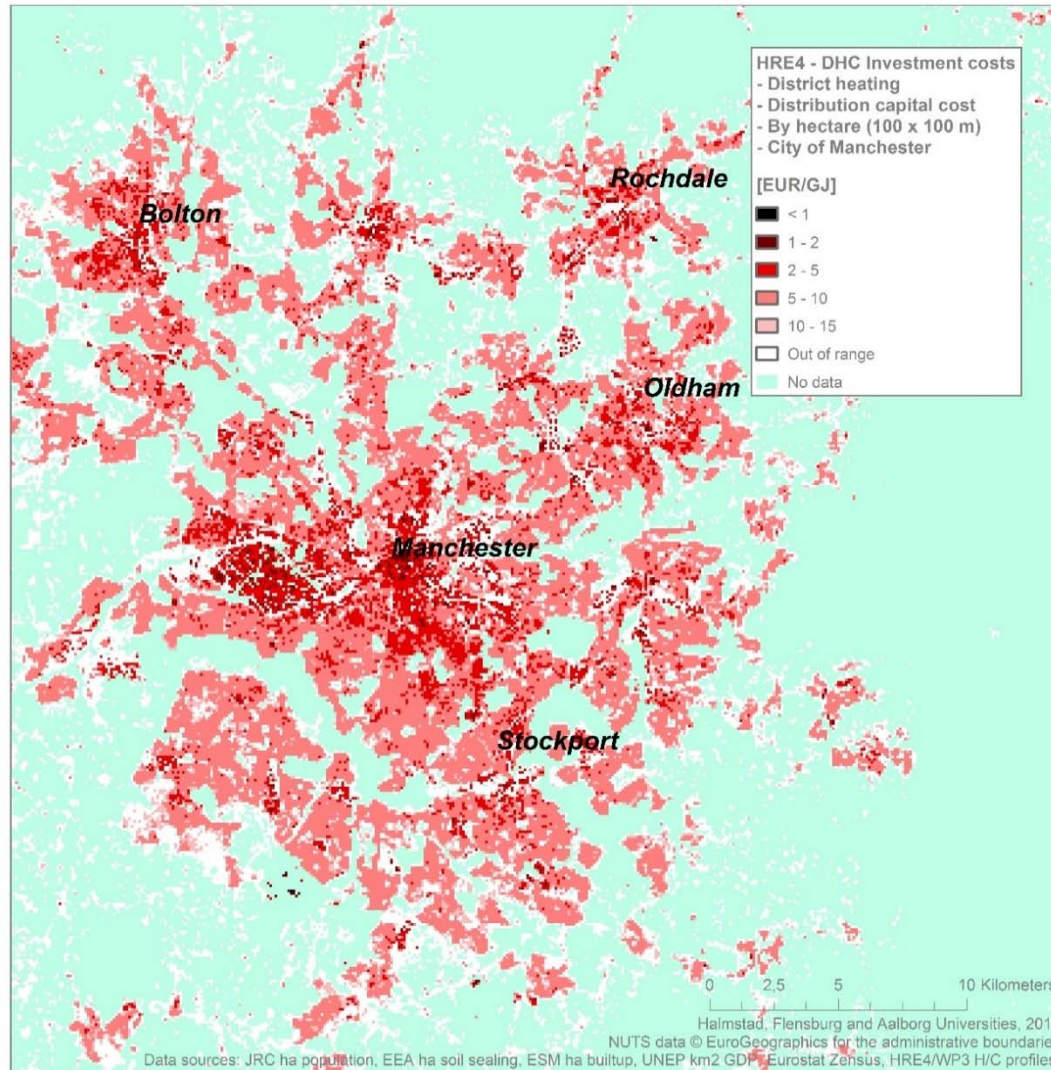 HRE4 - DHC Investment costs
- District heating
- Distribution capital cost
- By hectare (100 x 100 m)
- City of Manchester
[EUR/GJ]
< 1
1 - 2
2 - 5
5 - 10
10 - 15
Out of range
No data
Rochdale
Bolton
Oldham
Manchester
Stockport
0 2,5 5 10 Kilometers
Halmstad, Flensburg and Aalborg Universities, 201
NUTS data © EuroGeographics for the administrative boundarie
Data sources: JRC ha population, EEA ha soil sealing, ESM ha builtup, UNEP km2 GDP, Eurostat Zensus, HRE4/WP3 H/C profiles